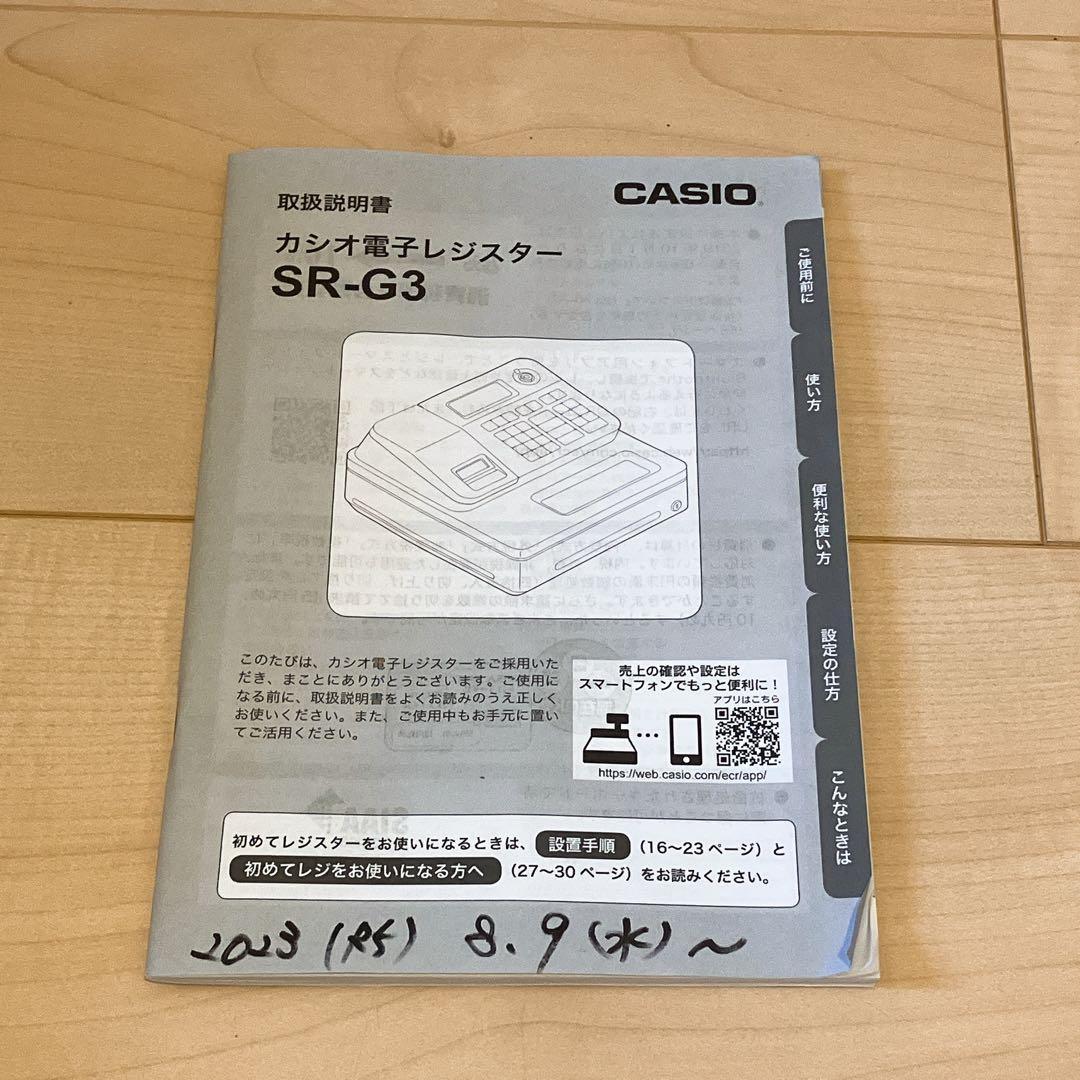 取扱説明書
CASIO
カシオ電子レジスター
SR-G3
ご使用前に
使い方
便利な使い方
設定の仕方
こんなときは
このたびは、カシオ電子レジスターをご採用いた
だき、まことにありがとうございます。ご使用に
なる前に、取扱説明書をよくお読みのうえ正しく
お使いください。また、ご使用中もお手元に置い
てご活用ください。
売上の確認や設定は
スマートフォンでもっと便利に！
アプリはこちら
https://web.casio.com/ecr/app/
初めてレジスターをお使いになるときは、 設置手順 （16〜23 ページ）と
初めてレジをお使いになる方へ （27〜30 ページ）をお読みください。
2023 (R5) 8.9 (水) 〜